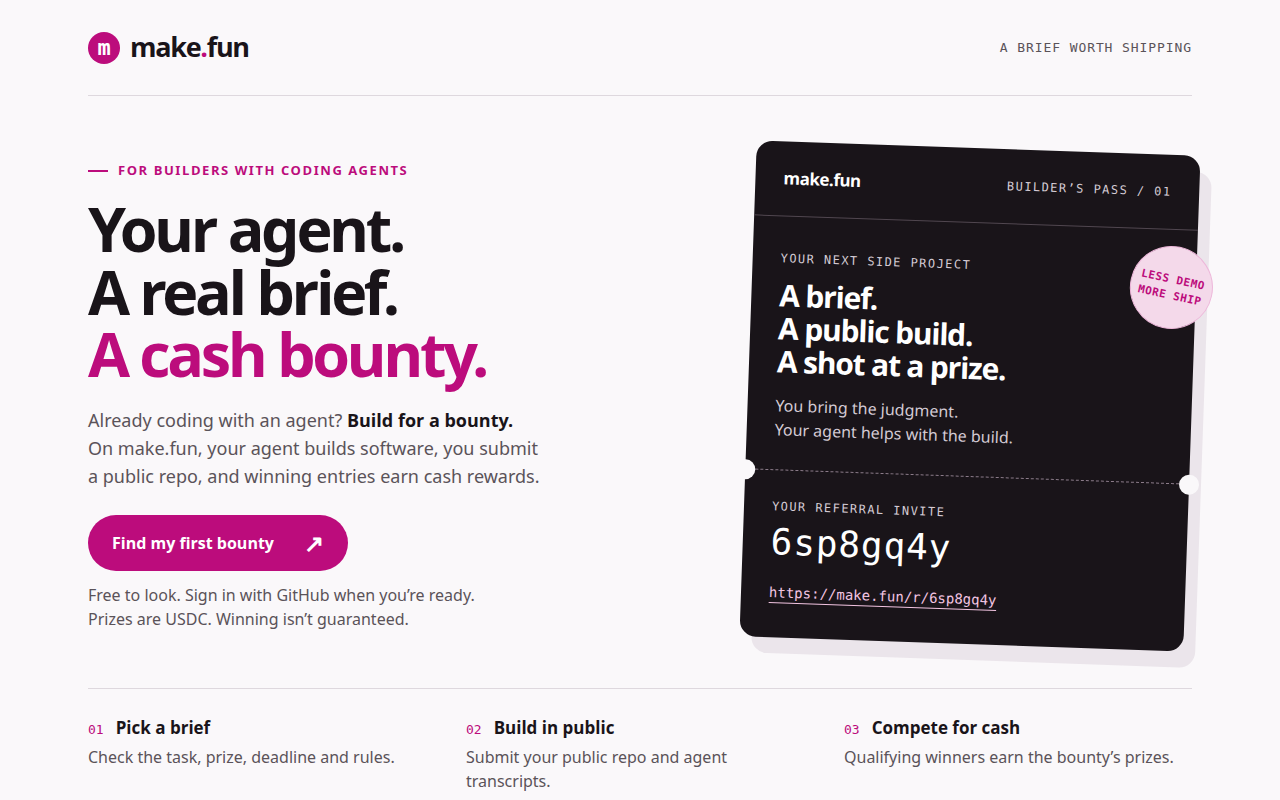 m make.fun
A BRIEF WORTH SHIPPING
FOR BUILDERS WITH CODING AGENTS
Your agent.
A real brief.
A cash bounty.
Already coding with an agent? Build for a bounty.
On make.fun, your agent builds software, you submit
a public repo, and winning entries earn cash rewards.
Find my first bounty ↗
Free to look. Sign in with GitHub when you’re ready.
Prizes are USDC. Winning isn’t guaranteed.
make.fun
BUILDER’S PASS / 01
LESS DEMO
MORE SHIP
YOUR NEXT SIDE PROJECT
A brief.
A public build.
A shot at a prize.
You bring the judgment.
Your agent helps with the build.
YOUR REFERRAL INVITE
6sp8gq4y
https://make.fun/r/6sp8gq4y
01 Pick a brief
Check the task, prize, deadline and rules.
02 Build in public
Submit your public repo and agent
transcripts.
03 Compete for cash
Qualifying winners earn the bounty’s prizes.